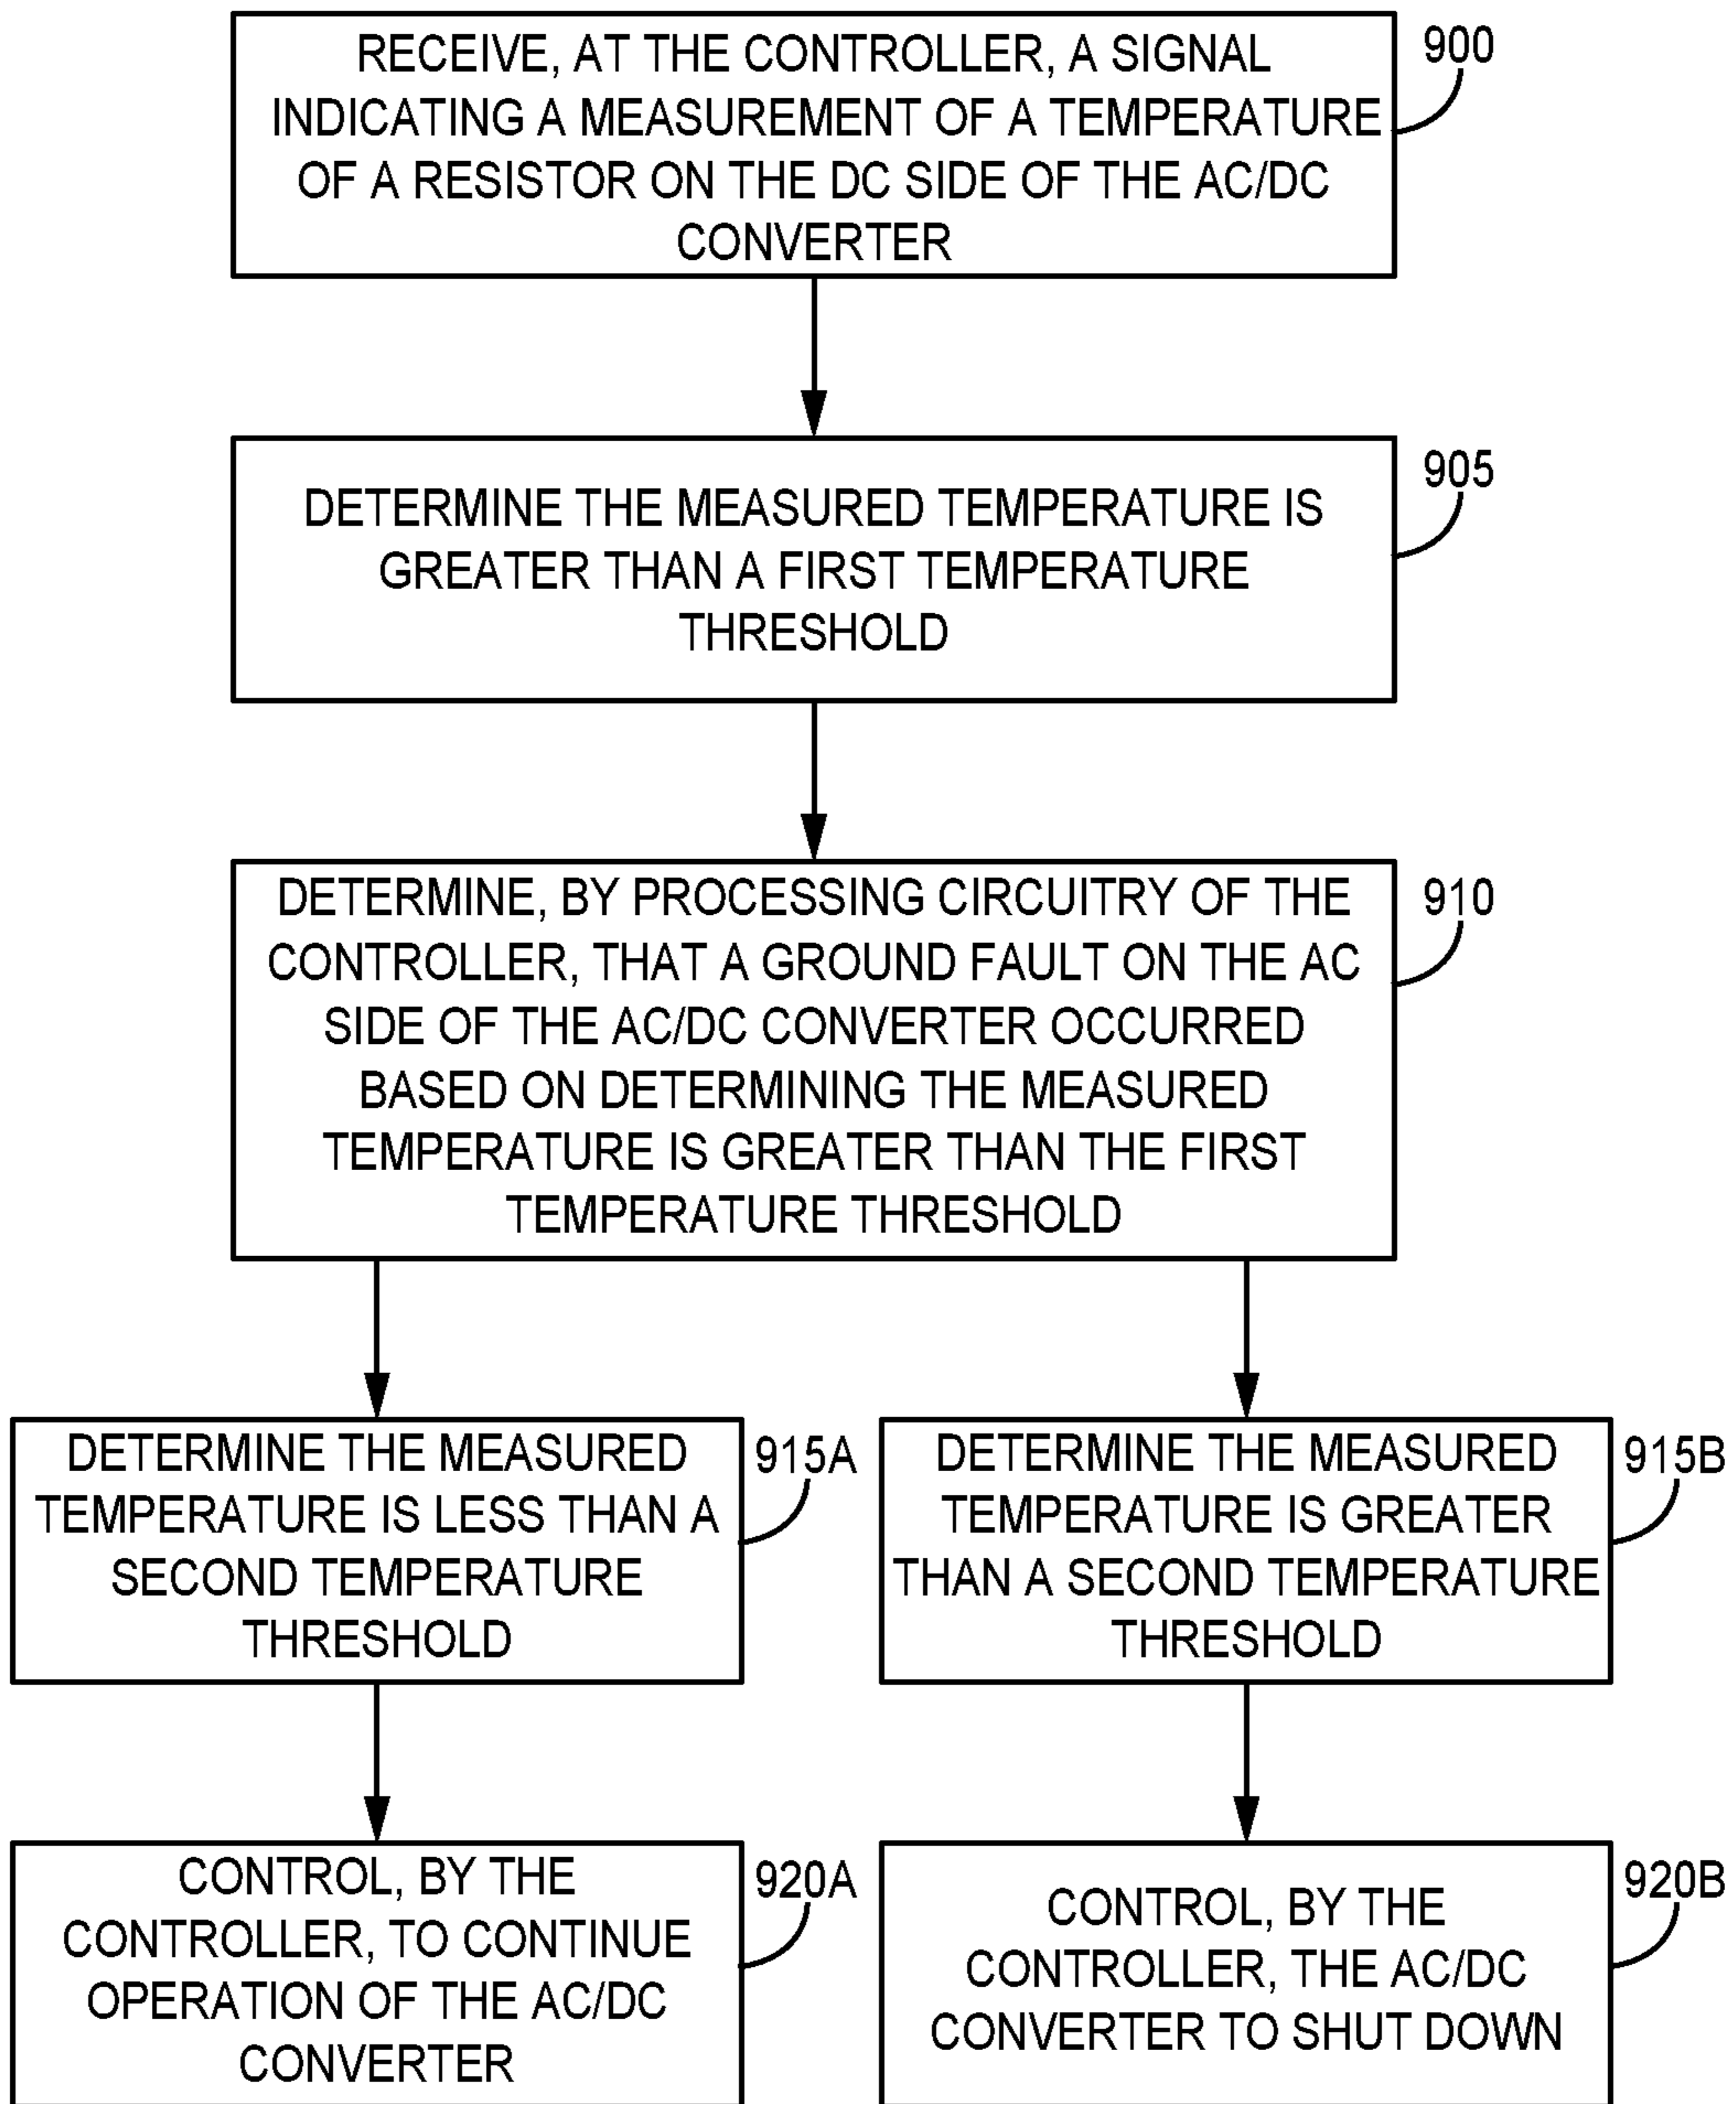 RECEIVE, AT THE CONTROLLER, A SIGNAL
INDICATING A MEASUREMENT OF A TEMPERATURE
OF A RESISTOR ON THE DC SIDE OF THE AC/DC
CONVERTER
900
DETERMINE THE MEASURED TEMPERATURE IS
GREATER THAN A FIRST TEMPERATURE
THRESHOLD
905
DETERMINE, BY PROCESSING CIRCUITRY OF THE
CONTROLLER, THAT A GROUND FAULT ON THE AC
SIDE OF THE AC/DC CONVERTER OCCURRED
BASED ON DETERMINING THE MEASURED
TEMPERATURE IS GREATER THAN THE FIRST
TEMPERATURE THRESHOLD
910
DETERMINE THE MEASURED
TEMPERATURE IS LESS THAN A
SECOND TEMPERATURE
THRESHOLD
915A
DETERMINE THE MEASURED
TEMPERATURE IS GREATER
THAN A SECOND TEMPERATURE
THRESHOLD
915B
CONTROL, BY THE
CONTROLLER, TO CONTINUE
OPERATION OF THE AC/DC
CONVERTER
920A
CONTROL, BY THE
CONTROLLER, THE AC/DC
CONVERTER TO SHUT DOWN
920B